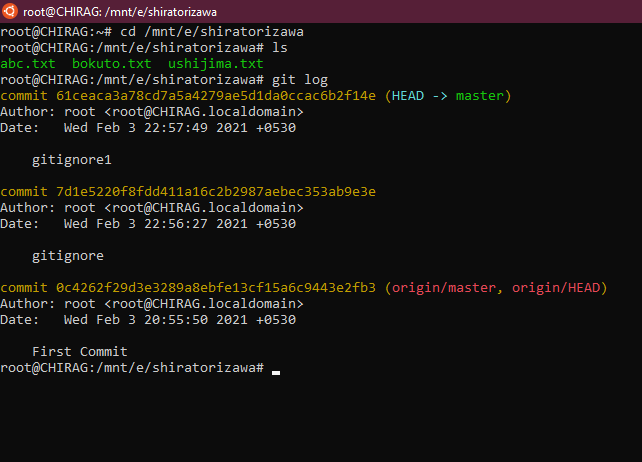 root@CHIRAG: /mnt/e/shiratorizawa
root@CHIRAG:~# cd /mnt/e/shiratorizawa
root@CHIRAG:/mnt/e/shiratorizawa# ls
abc.txt  bokuto.txt  ushijima.txt
root@CHIRAG:/mnt/e/shiratorizawa# git log
commit 61ceaca3a78cd7a5a4279ae5d1da0ccac6b2f14e (HEAD -> master)
Author: root <root@CHIRAG.localdomain>
Date:   Wed Feb 3 22:57:49 2021 +0530
    gitignore1
commit 7d1e5220f8fdd411a16c2b2987aebec353ab9e3e
Author: root <root@CHIRAG.localdomain>
Date:   Wed Feb 3 22:56:27 2021 +0530
    gitignore
commit 0c4262f29d3e3289a8ebfe13cf15a6c9443e2fb3 (origin/master, origin/HEAD)
Author: root <root@CHIRAG.localdomain>
Date:   Wed Feb 3 20:55:50 2021 +0530
    First Commit
root@CHIRAG:/mnt/e/shiratorizawa#